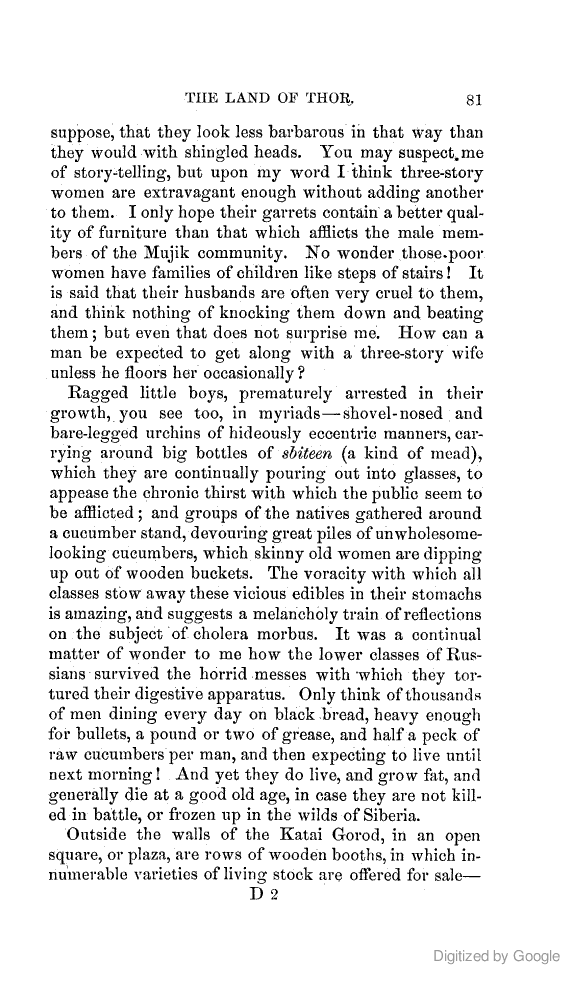 THE LAND OF THOR. 81
suppose, that they look less barbarous in that way than
they would with shingled heads. You may suspect me
of story-telling, but upon my word I think three-story
women are extravagant enough without adding another
to them. I only hope their garrets contain a better qual-
ity of furniture than that which afflicts the male mem-
bers of the Mujik community. No wonder those poor
women have families of children like steps of stairs! It
is said that their husbands are often very cruel to them,
and think nothing of knocking them down and beating
them; but even that does not surprise me. How can a
man be expected to get along with a three-story wife
unless he floors her occasionally?
Ragged little boys, prematurely arrested in their
growth, you see too, in myriads—shovel-nosed and
bare-legged urchins of hideously eccentric manners, car-
rying around big bottles of sbiteen (a kind of mead),
which they are continually pouring out into glasses, to
appease the chronic thirst with which the public seem to
be afflicted; and groups of the natives gathered around
a cucumber stand, devouring great piles of unwholesome-
looking cucumbers, which skinny old women are dipping
up out of wooden buckets. The voracity with which all
classes stow away these vicious edibles in their stomachs
is amazing, and suggests a melancholy train of reflections
on the subject of cholera morbus. It was a continual
matter of wonder to me how the lower classes of Rus-
sians survived the horrid messes with which they tor-
tured their digestive apparatus. Only think of thousands
of men dining every day on black bread, heavy enough
for bullets, a pound or two of grease, and half a peck of
raw cucumbers per man, and then expecting to live until
next morning! And yet they do live, and grow fat, and
generally die at a good old age, in case they are not kill-
ed in battle, or frozen up in the wilds of Siberia.
Outside the walls of the Katai Gorod, in an open
square, or plaza, are rows of wooden booths, in which in-
numerable varieties of living stock are offered for sale—
D 2
Digitized by Google